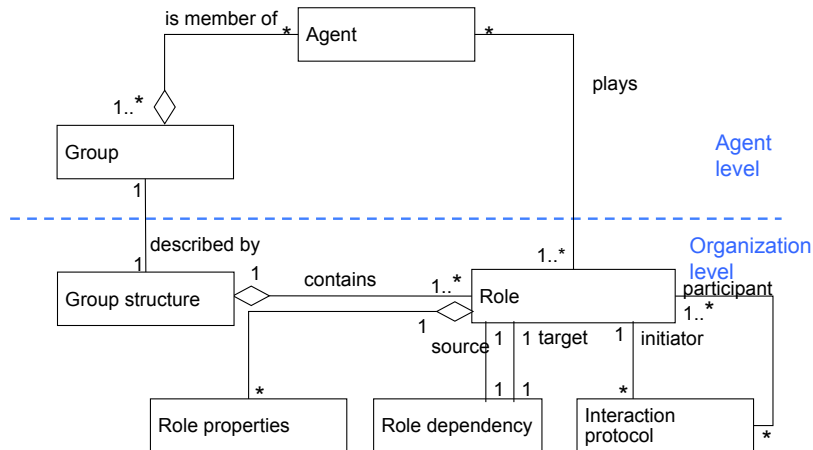 is member of
*
Agent
*
plays
1..*
Group
Agent
level
1
described by
1
Organization
level
1..*
Group structure
1
contains
1..*
Role
participant
1..*
1
source
1
1
target
1
initiator
*
1
1
*
*
Role properties
Role dependency
Interaction
protocol